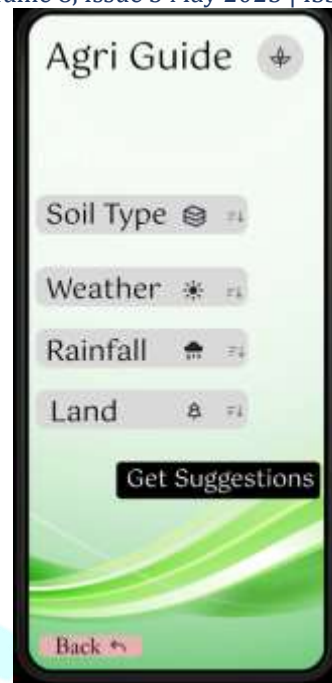 Agri Guide
Soil Type
Weather
Rainfall
Land
Get Suggestions
Back